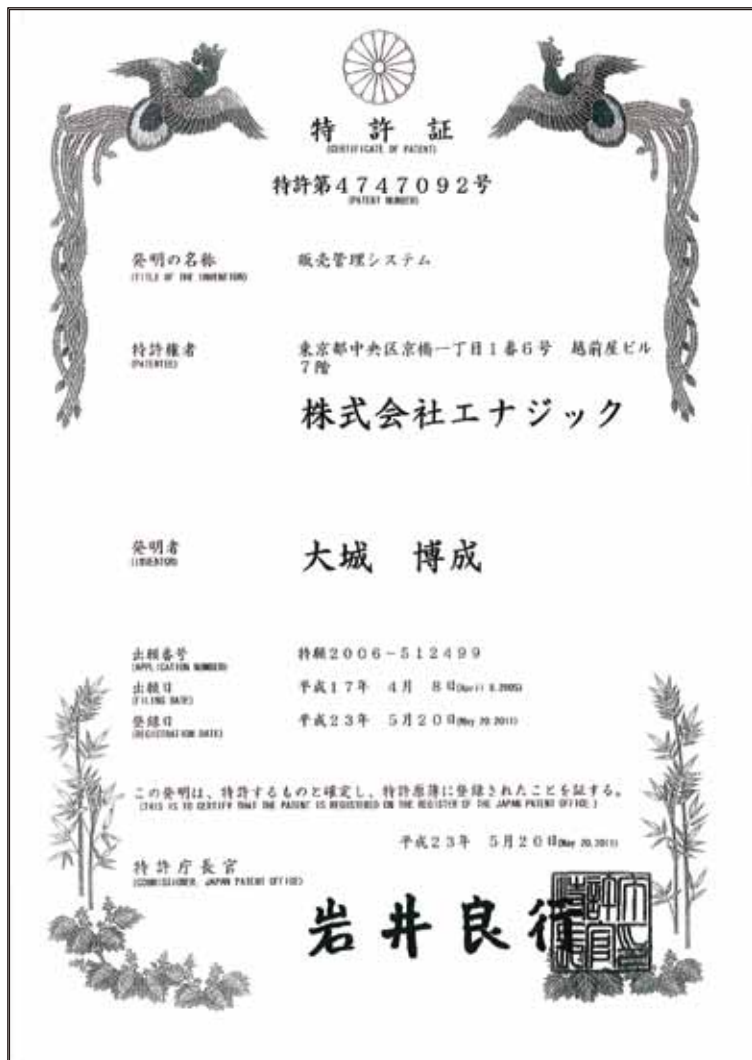 特許証
(CERTIFICATE OF PATENT)
特許第4747092号
(PATENT NUMBER)
発明の名称 販売管理システム
(TITLE OF THE INVENTION)
特許権者 東京都中央区京橋一丁目1番6号 越前屋ビル
(PATENTEE) 7階
株式会社エナジック
発明者 大城 博成
(INVENTOR)
出願番号 特願2006-512499
(APPLICATION NUMBER)
出願日 平成17年 4月 8日(April 8,2005)
(FILING DATE)
登録日 平成23年 5月20日(May 20,2011)
(REGISTRATION DATE)
この発明は、特許するものと確定し、特許原簿に登録されたことを証する。
(THIS IS TO CERTIFY THAT THE PATENT IS REGISTERED ON THE REGISTER OF THE JAPAN PATENT OFFICE.)
平成23年 5月20日(May 20,2011)
特許庁長官
(COMMISSIONER, JAPAN PATENT OFFICE)
岩井良行